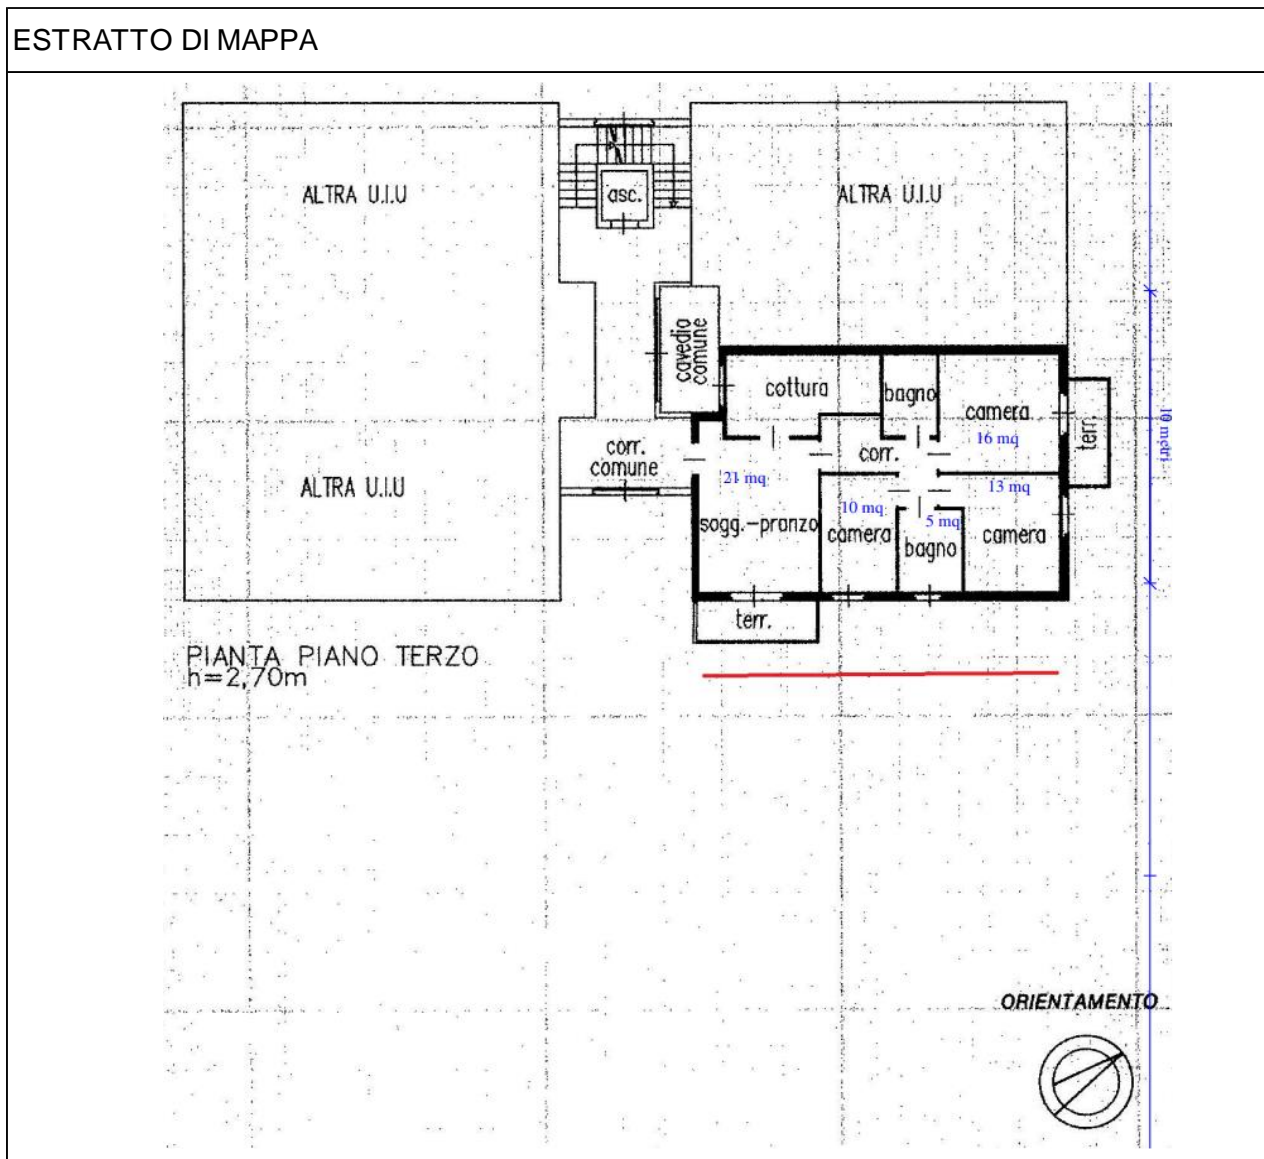 ESTRATTO DI MAPPA
ALTRA U.I.U
asc.
ALTRA U.I.U
cavedio
comune
cottura
bagno
camera
16 mq
terr.
10 metri
corr.
comune
corr.
21 mq
13 mq
ALTRA U.I.U
10 mq
5 mq
sogg.-pranzo
camera
bagno
camera
terr.
PIANTA PIANO TERZO
h=2,70m
ORIENTAMENTO